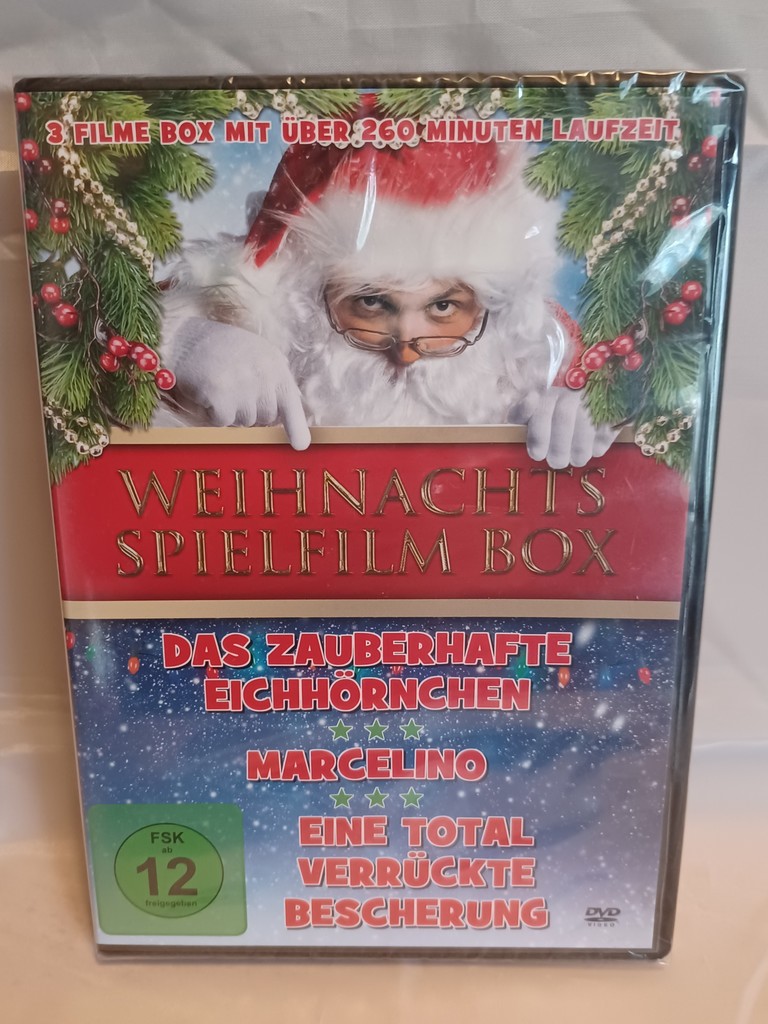 3 FILME BOX MIT ÜBER 260 MINUTEN LAUFZEIT
WEIHNACHTS
SPIELFILM BOX
DAS ZAUBERHAFTE
EICHHÖRNCHEN
MARCELINO
EINE TOTAL
VERRÜCKTE
BESCHERUNG
FSK
ab
12
freigegeben
DVD
VIDEO